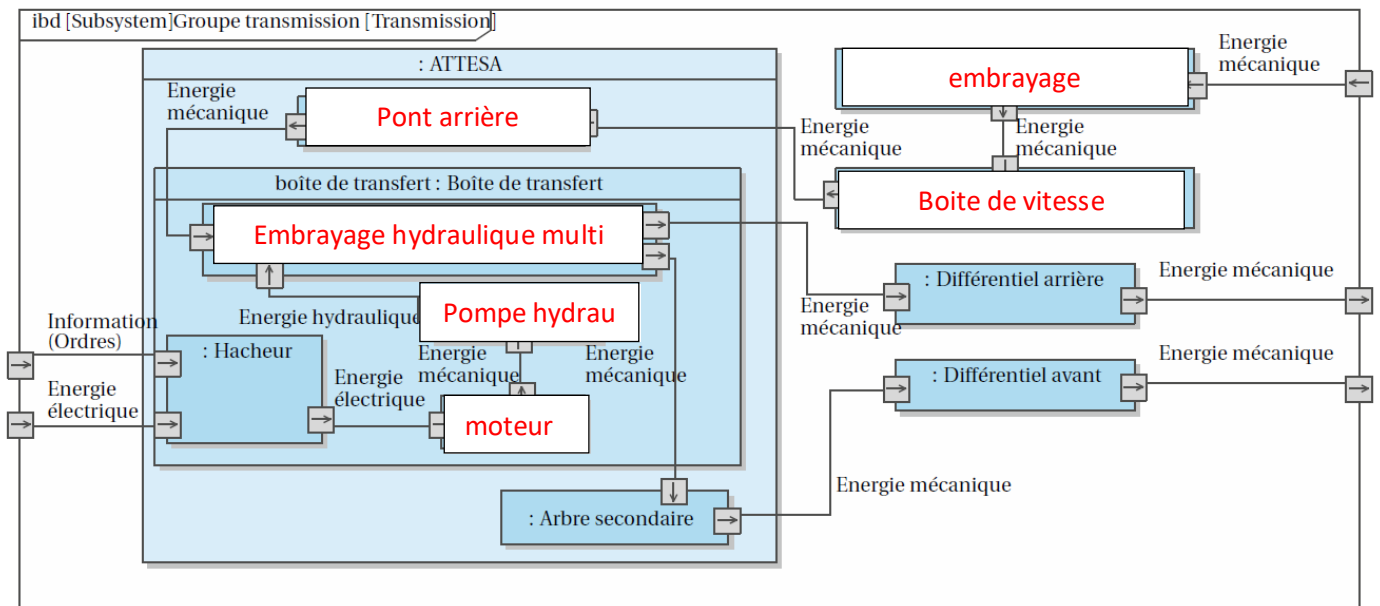 ibd [Subsystem]Groupe transmission [Transmission]
: ATTESA
Energie
mécanique
Pont arrière
embrayage
Energie
mécanique
Energie
mécanique
Energie
mécanique
Boite de vitesse
boîte de transfert : Boîte de transfert
Embrayage hydraulique multi
Energie hydraulique
Pompe hydrau
Energie
mécanique
: Différentiel arrière
Energie mécanique
Information
(Ordres)
: Hacheur
Energie
mécanique
Energie
mécanique
Energie
électrique
Energie
électrique
moteur
: Différentiel avant
Energie mécanique
: Arbre secondaire
Energie mécanique